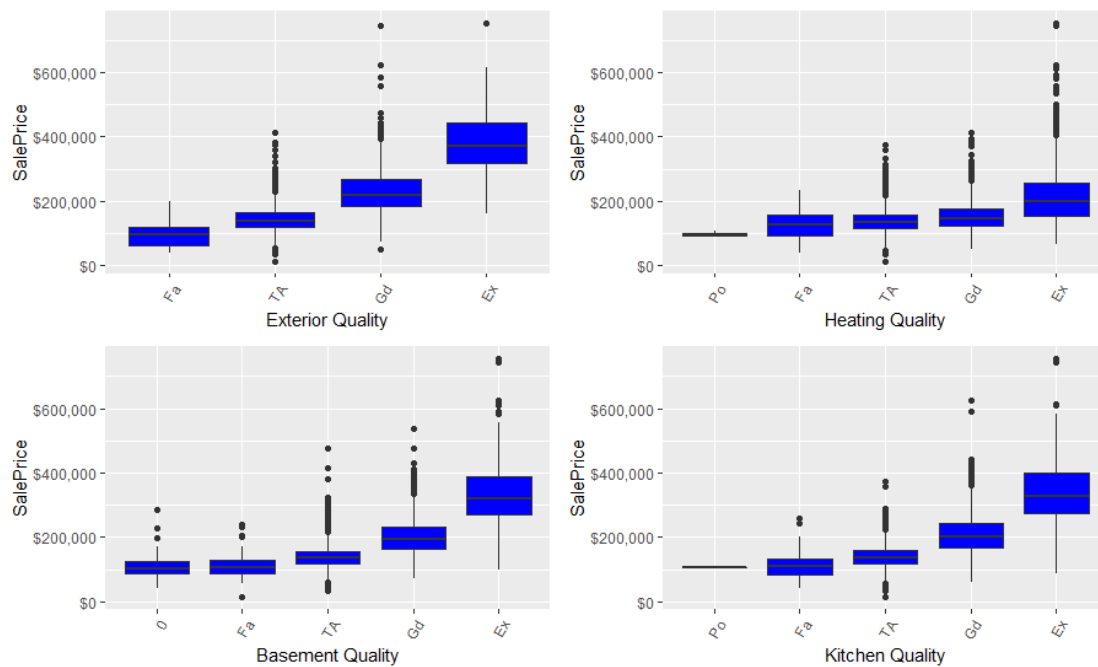 SalePrice
$600,000
$400,000
$200,000
$0
Fa TA Gd Ex
Exterior Quality
SalePrice
$600,000
$400,000
$200,000
$0
Po Fa TA Gd Ex
Heating Quality
SalePrice
$600,000
$400,000
$200,000
$0
0 Fa TA Gd Ex
Basement Quality
SalePrice
$600,000
$400,000
$200,000
$0
Po Fa TA Gd Ex
Kitchen Quality